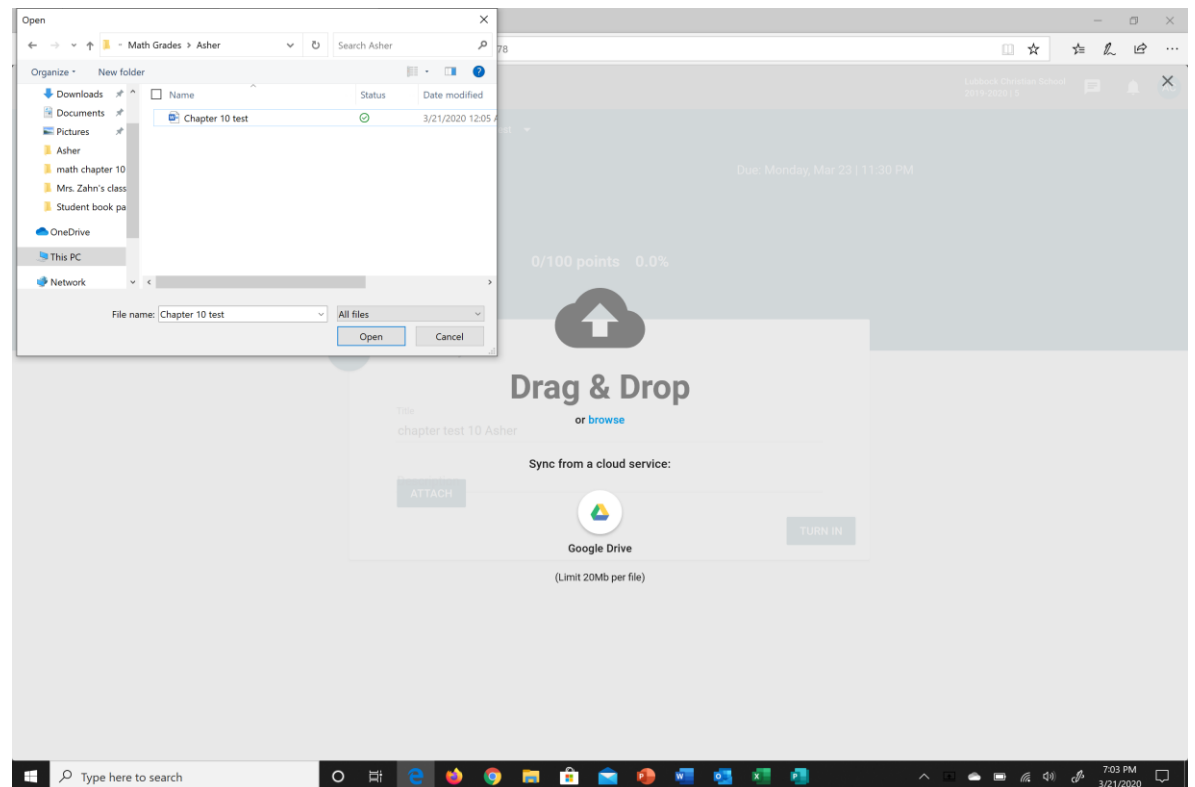 Open
Math Grades > Asher
Search Asher
78
Organize
New folder
Downloads
Documents
Pictures
Asher
math chapter 10
Mrs. Zahn's class
Student book pa
OneDrive
This PC
Network
Name
Status
Date modified
Chapter 10 test
3/21/2020 12:05 A
File name:
Chapter 10 test
All files
Open
Cancel
Lubbock Christian School
2019-2020 | 6
Due: Monday, Mar 23 | 11:30 PM
0/100 points 0.0%
Drag & Drop
or browse
Title
chapter test 10 Asher
Sync from a cloud service:
ATTACH
TURN IN
Google Drive
(Limit 20Mb per file)
Type here to search
7:03 PM
3/21/2020